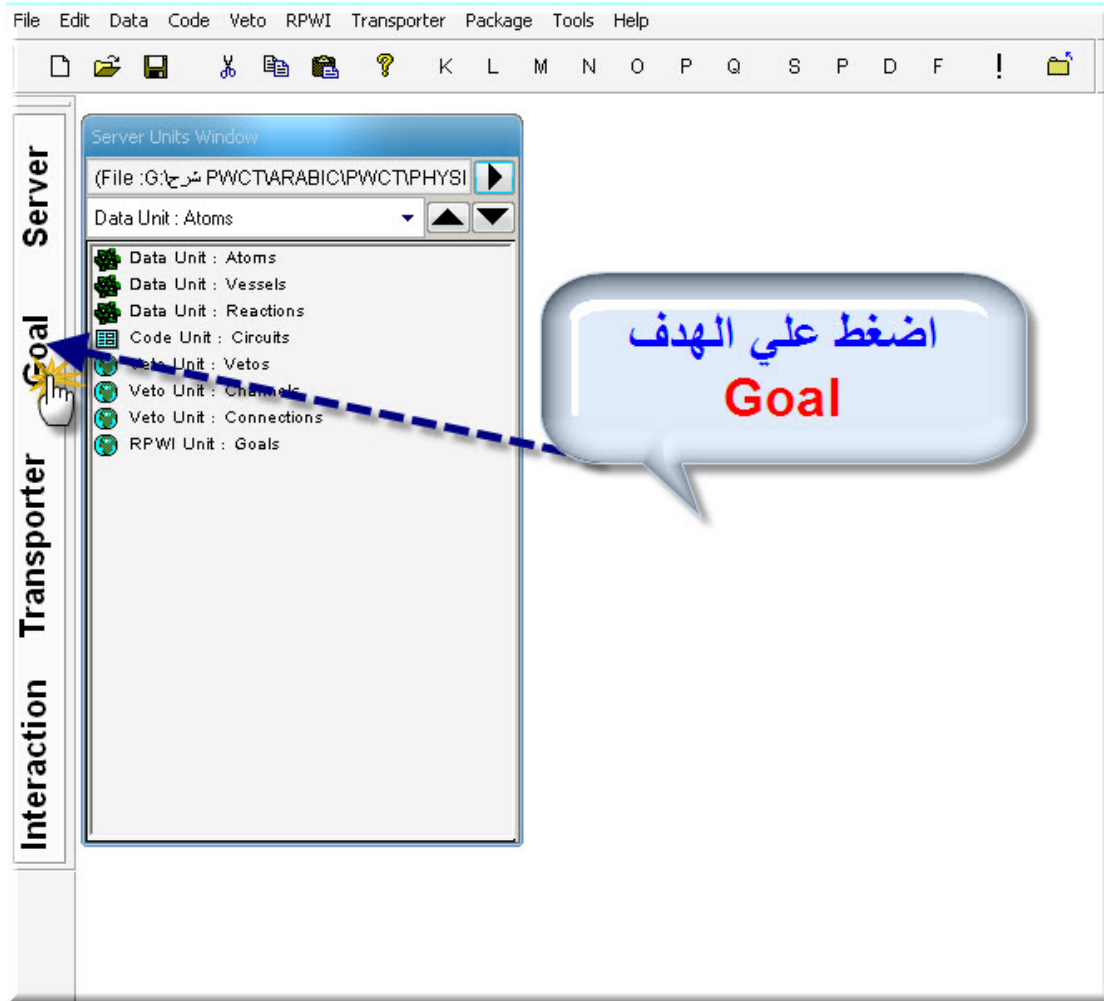 File Edit Data Code Veto RPWI Transporter Package Tools Help
K L M N O P Q S P D F !
Server
Goal
Transporter
Interaction
Server Units Window
(File :G:\شرح PWCT\ARABIC\PWCT\PHYSI
Data Unit : Atoms
Data Unit : Atoms
Data Unit : Vessels
Data Unit : Reactions
Code Unit : Circuits
Veto Unit : Vetos
Veto Unit : Channels
Veto Unit : Connections
RPWI Unit : Goals
اضغط علي الهدف
Goal